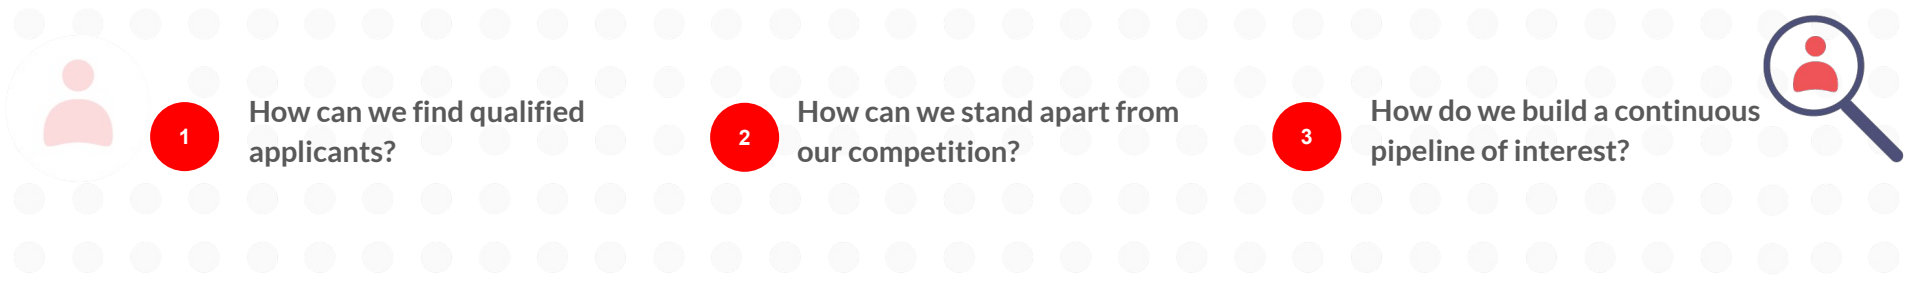 1
How can we find qualified
applicants?
2
How can we stand apart from
our competition?
3
How do we build a continuous
pipeline of interest?